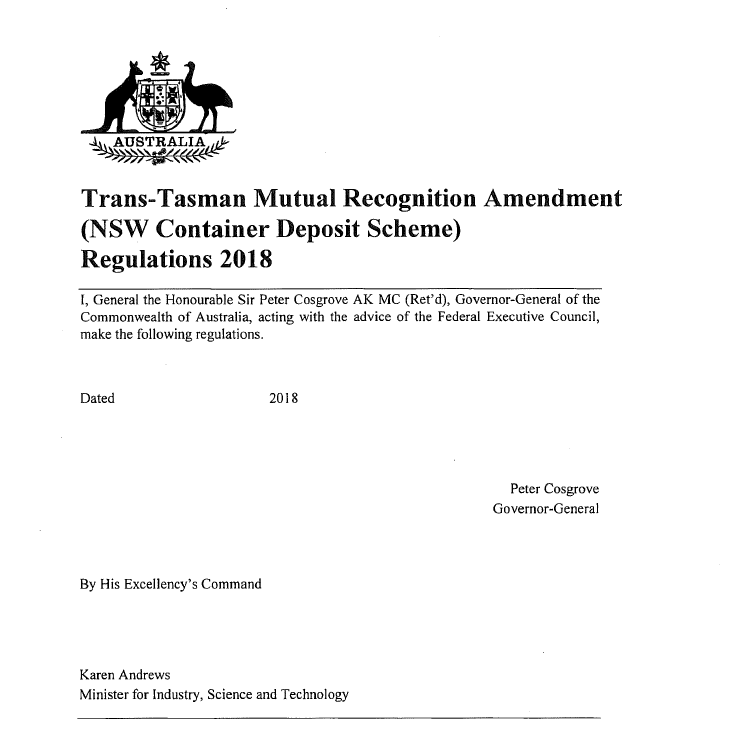 AUSTRALIA
Trans-Tasman Mutual Recognition Amendment
(NSW Container Deposit Scheme)
Regulations 2018
I, General the Honourable Sir Peter Cosgrove AK MC (Ret’d), Governor-General of the
Commonwealth of Australia, acting with the advice of the Federal Executive Council,
make the following regulations.
Dated 2018
Peter Cosgrove
Governor-General
By His Excellency’s Command
Karen Andrews
Minister for Industry, Science and Technology